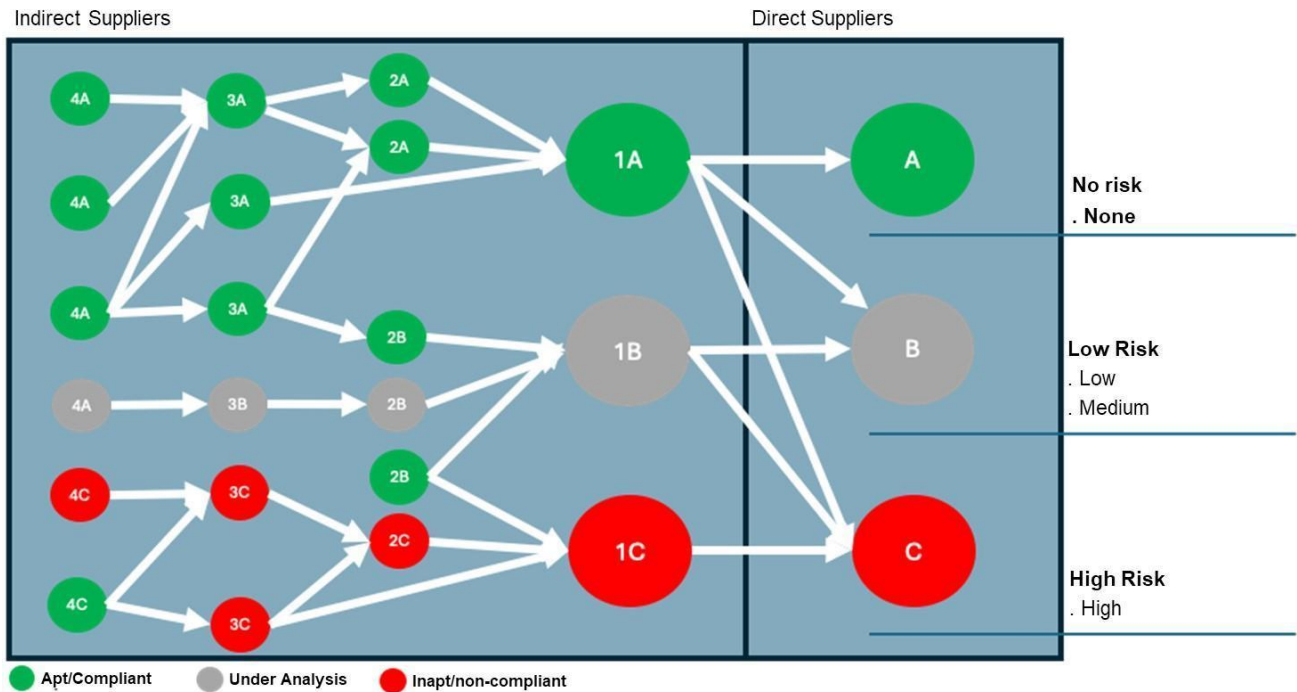 Indirect Suppliers
Direct Suppliers
4A
3A
2A
2A
4A
3A
1A
A
No risk
. None
4A
3A
2B
1B
B
Low Risk
. Low
. Medium
4A
3B
2B
2B
4C
3C
2C
1C
C
High Risk
. High
4C
3C
Apt/Compliant
Under Analysis
Inapt/non-compliant